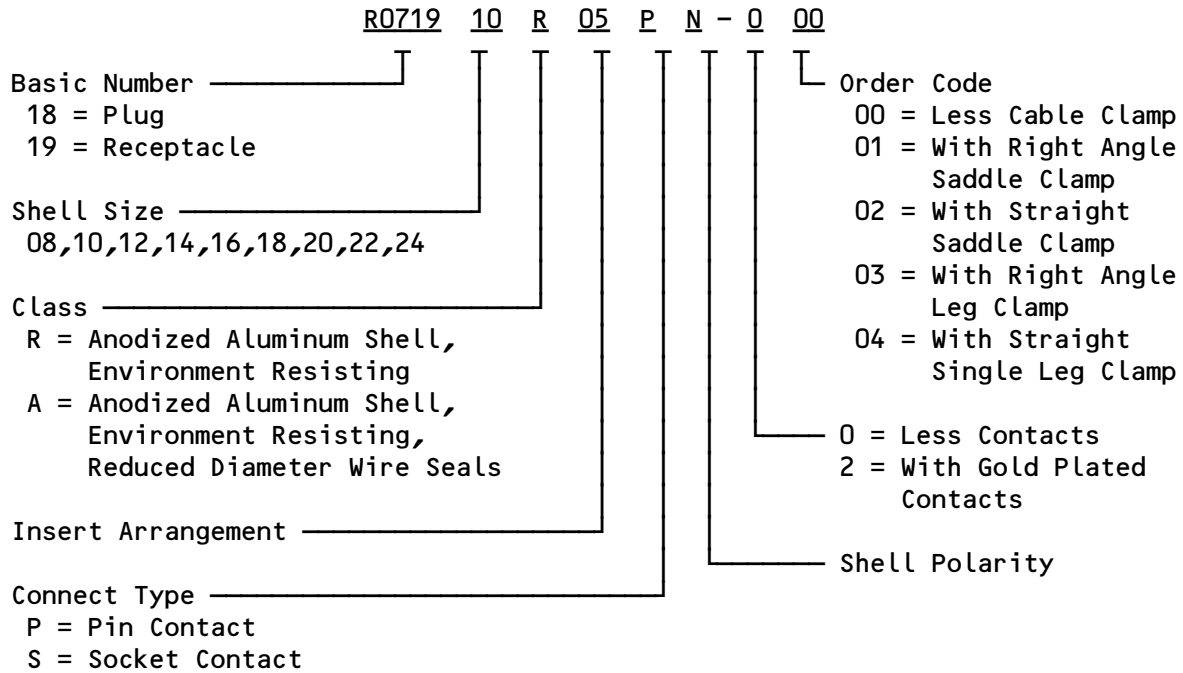 R0719 10 R 05 P N - 0 00
Basic Number
18 = Plug
19 = Receptacle
Shell Size
08,10,12,14,16,18,20,22,24
Class
R = Anodized Aluminum Shell,
Environment Resisting
A = Anodized Aluminum Shell,
Environment Resisting,
Reduced Diameter Wire Seals
Insert Arrangement
Connect Type
P = Pin Contact
S = Socket Contact
Order Code
00 = Less Cable Clamp
01 = With Right Angle
Saddle Clamp
02 = With Straight
Saddle Clamp
03 = With Right Angle
Leg Clamp
04 = With Straight
Single Leg Clamp
0 = Less Contacts
2 = With Gold Plated
Contacts
Shell Polarity